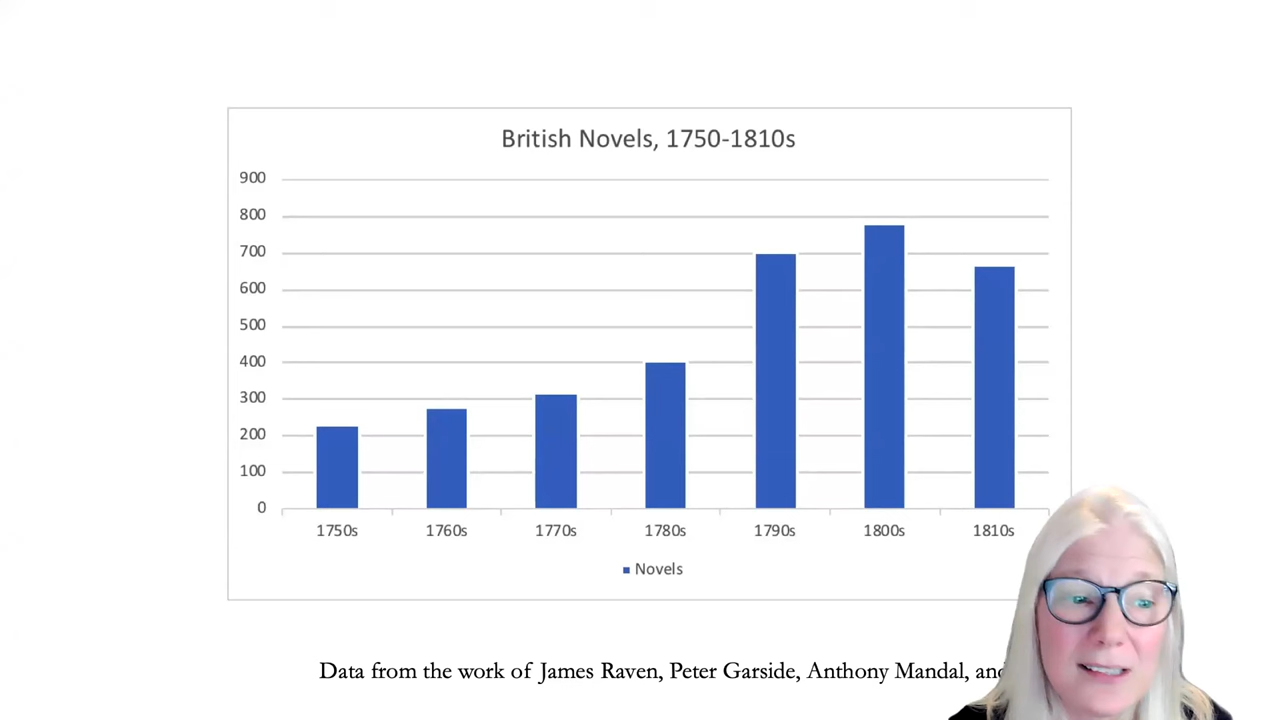 British Novels, 1750-1810s
900
800
700
600
500
400
300
200
100
0
1750s 1760s 1770s 1780s 1790s 1800s 1810s
Novels
Data from the work of James Raven, Peter Garside, Anthony Mandal, and